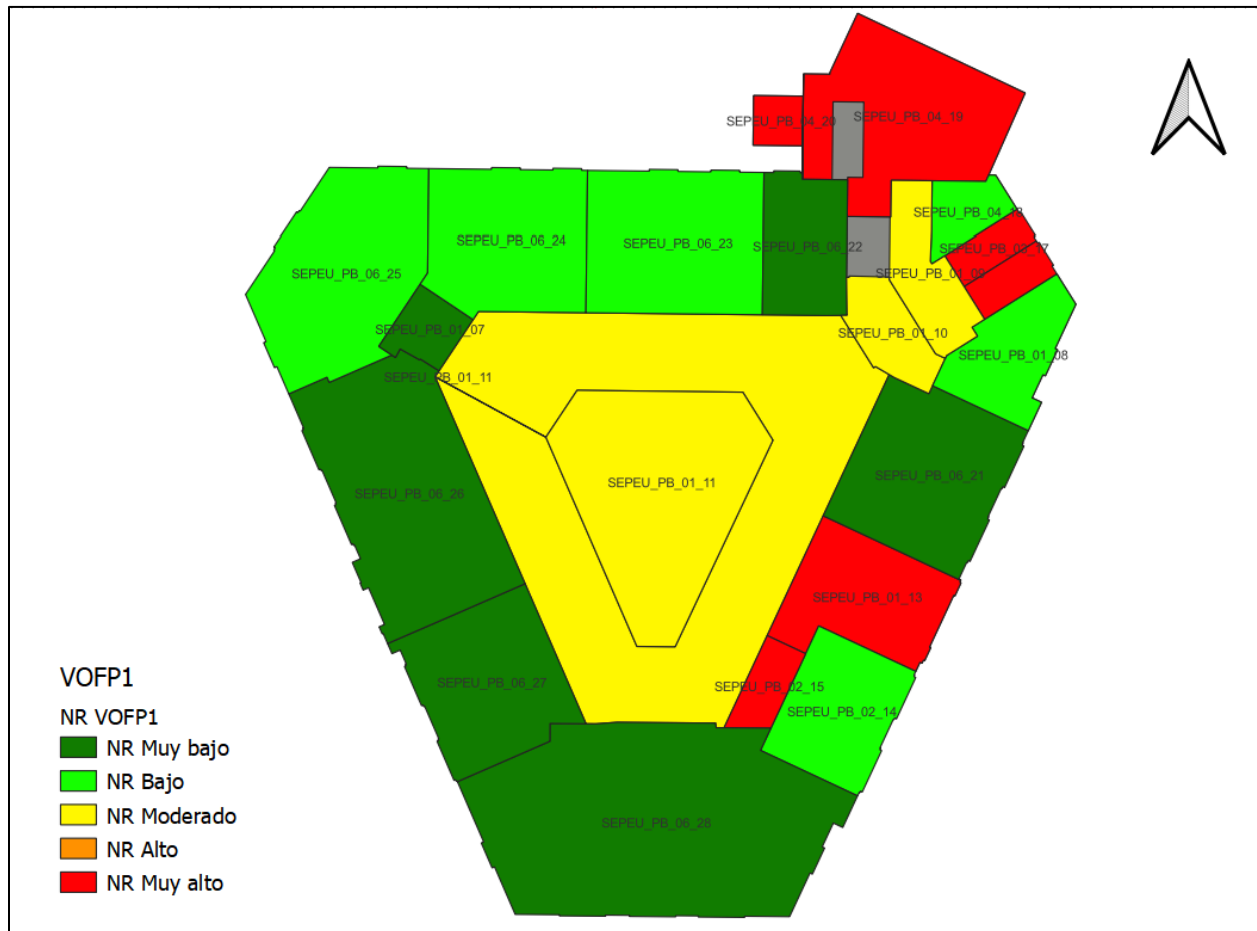 SEPEU_PB_04_20
SEPEU_PB_04_19
SEPEU_PB_04_18
SEPEU_PB_06_24
SEPEU_PB_06_23
SEPEU_PB_06_22
SEPEU_PB_03_17
SEPEU_PB_06_25
SEPEU_PB_01_09
SEPEU_PB_01_07
SEPEU_PB_01_10
SEPEU_PB_01_08
SEPEU_PB_01_11
SEPEU_PB_06_21
SEPEU_PB_01_11
SEPEU_PB_06_26
SEPEU_PB_01_13
SEPEU_PB_06_27
SEPEU_PB_02_15
SEPEU_PB_02_14
SEPEU_PB_06_28
VOFP1
NR VOFP1
NR Muy bajo
NR Bajo
NR Moderado
NR Alto
NR Muy alto